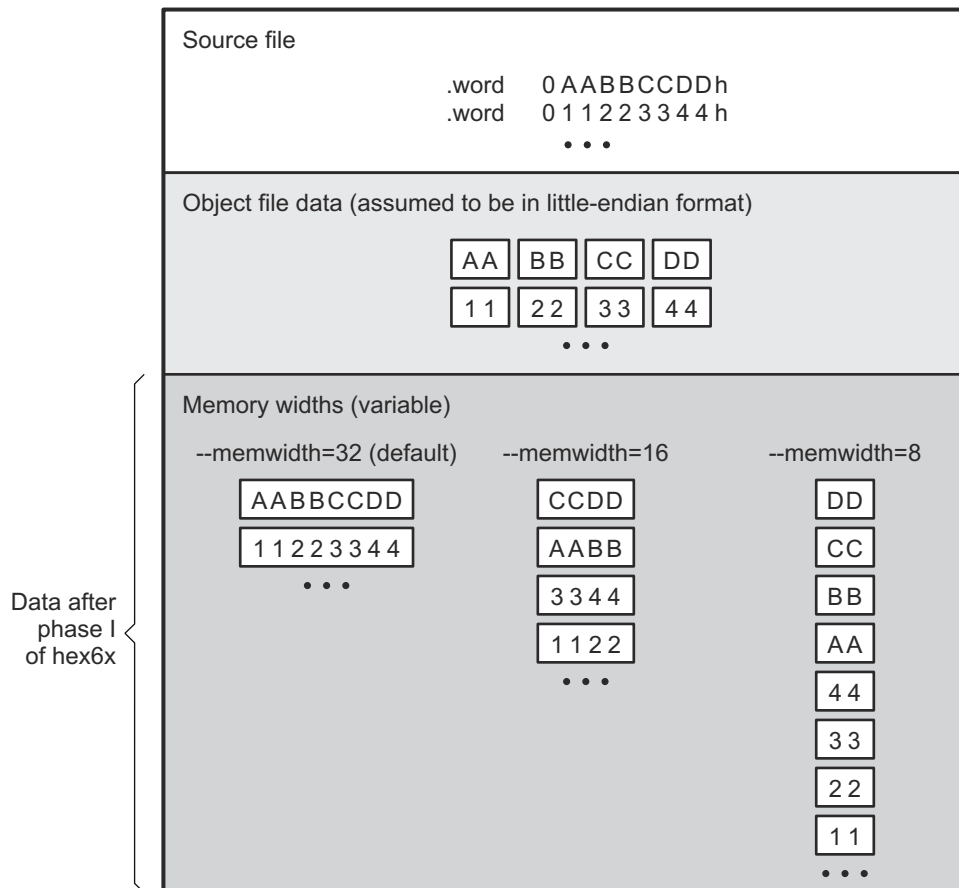 Source file
.word 0AABBCCDDh
.word 011223344h
• • •
Object file data (assumed to be in little-endian format)
AA BB CC DD
11 22 33 44
• • •
Data after
phase I
of hex6x
Memory widths (variable)
--memwidth=32 (default)
AABBCCDD
11223344
• • •
--memwidth=16
CCDD
AABB
3344
1122
• • •
--memwidth=8
DD
CC
BB
AA
44
33
22
11
• • •